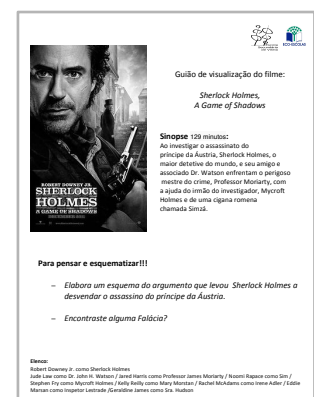 ECO-ESCOLAS
Guião de visualização do filme:
Sherlock Holmes,
A Game of Shadows
Sinopse 129 minutos:
Ao investigar o assassinato do
príncipe da Áustria, Sherlock Holmes, o
maior detetive do mundo, e seu amigo e
associado Dr. Watson enfrentam o perigoso
mestre do crime, Professor Moriarty, com
a ajuda do irmão do investigador, Mycroft
Holmes e de uma cigana romena
chamada Simzá.
ROBERT DOWNEY JR.
SHERLOCK
HOLMES
A GAME OF SHADOWS
Para pensar e esquematizar!!!
– Elabora um esquema do argumento que levou Sherlock Holmes a
desvendar o assassino do príncipe da Áustria.
– Encontraste alguma Falácia?
Elenco:
Robert Downey Jr. como Sherlock Holmes
Jude Law como Dr. John H. Watson / Jared Harris como Professor James Moriarty / Noomi Rapace como Sim /
Stephen Fry como Mycroft Holmes / Kelly Reilly como Mary Morstan / Rachel McAdams como Irene Adler / Eddie
Marsan como Inspetor Lestrade /Geraldine James como Sra. Hudson